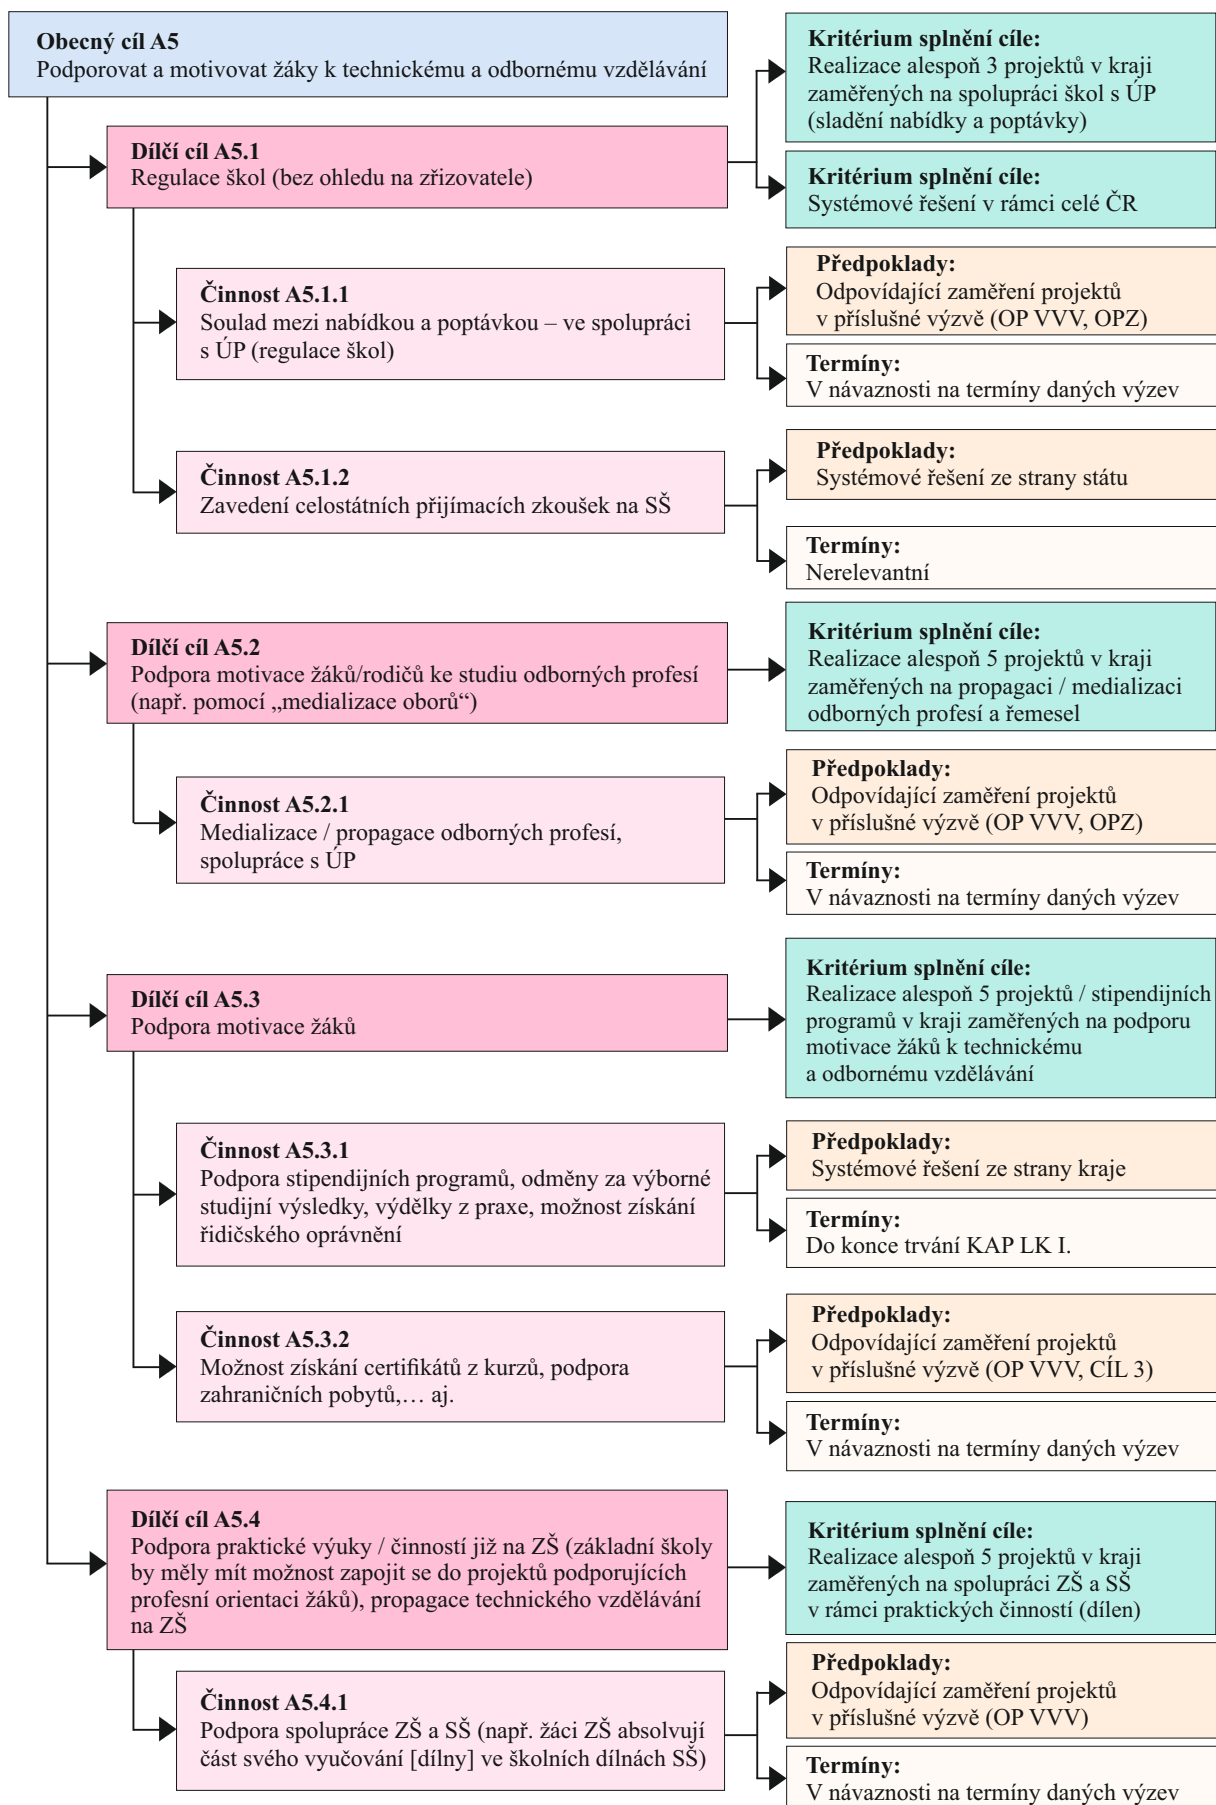 Obecný cíl A5
Podporovat a motivovat žáky k technickému a odbornému vzdělávání
Kritérium splnění cíle:
Realizace alespoň 3 projektů v kraji
zaměřených na spolupráci škol s ÚP
(sladění nabídky a poptávky)
Dílčí cíl A5.1
Regulace škol (bez ohledu na zřizovatele)
Kritérium splnění cíle:
Systémové řešení v rámci celé ČR
Činnost A5.1.1
Soulad mezi nabídkou a poptávkou – ve spolupráci
s ÚP (regulace škol)
Předpoklady:
Odpovídající zaměření projektů
v příslušné výzvě (OP VVV, OPZ)
Termíny:
V návaznosti na termíny daných výzev
Činnost A5.1.2
Zavedení celostátních přijímacích zkoušek na SŠ
Předpoklady:
Systémové řešení ze strany státu
Termíny:
Nerelevantní
Dílčí cíl A5.2
Podpora motivace žáků/rodičů ke studiu odborných profesí
(např. pomocí „medializace oborů“)
Kritérium splnění cíle:
Realizace alespoň 5 projektů v kraji
zaměřených na propagaci / medializaci
odborných profesí a řemesel
Činnost A5.2.1
Medializace / propagace odborných profesí,
spolupráce s ÚP
Předpoklady:
Odpovídající zaměření projektů
v příslušné výzvě (OP VVV, OPZ)
Termíny:
V návaznosti na termíny daných výzev
Dílčí cíl A5.3
Podpora motivace žáků
Kritérium splnění cíle:
Realizace alespoň 5 projektů / stipendijních
programů v kraji zaměřených na podporu
motivace žáků k technickému
a odbornému vzdělávání
Činnost A5.3.1
Podpora stipendijních programů, odměny za výborné
studijní výsledky, výdělky z praxe, možnost získání
řidičského oprávnění
Předpoklady:
Systémové řešení ze strany kraje
Termíny:
Do konce trvání KAP LK I.
Činnost A5.3.2
Možnost získání certifikátů z kurzů, podpora
zahraničních pobytů,… aj.
Předpoklady:
Odpovídající zaměření projektů
v příslušné výzvě (OP VVV, CÍL 3)
Termíny:
V návaznosti na termíny daných výzev
Dílčí cíl A5.4
Podpora praktické výuky / činností již na ZŠ (základní školy
by měly mít možnost zapojit se do projektů podporujících
profesní orientaci žáků), propagace technického vzdělávání
na ZŠ
Kritérium splnění cíle:
Realizace alespoň 5 projektů v kraji
zaměřených na spolupráci ZŠ a SŠ
v rámci praktických činností (dílen)
Činnost A5.4.1
Podpora spolupráce ZŠ a SŠ (např. žáci ZŠ absolvují
část svého vyučování [dílny] ve školních dílnách SŠ)
Předpoklady:
Odpovídající zaměření projektů
v příslušné výzvě (OP VVV)
Termíny:
V návaznosti na termíny daných výzev